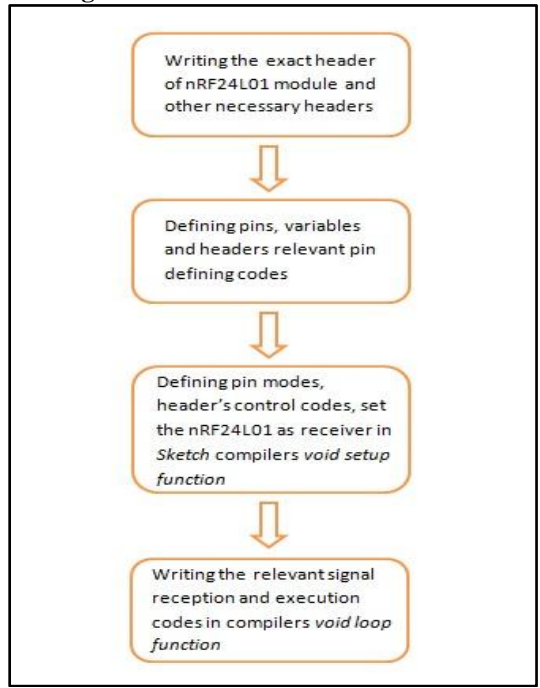 Writing the exact header
of nRF24L01 module and
other necessary headers
Defining pins, variables
and headers relevant pin
defining codes
Defining pin modes,
header's control codes, set
the nRF24L01 as receiver in
Sketch compilers void setup
function
Writing the relevant signal
reception and execution
codes in compilers void loop
function